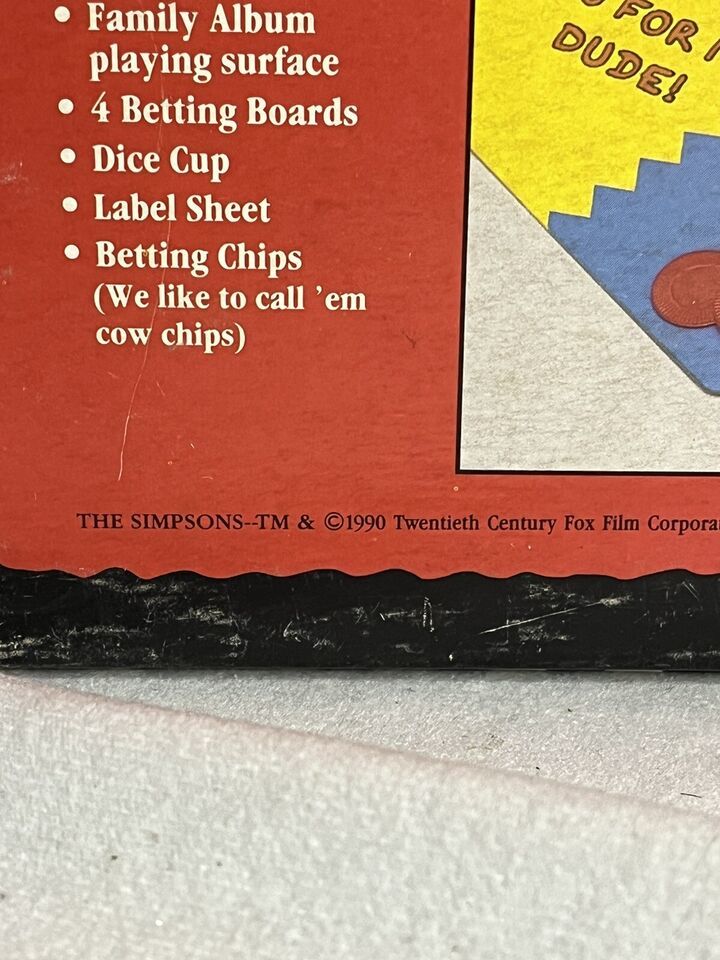 • Family Album
playing surface
• 4 Betting Boards
• Dice Cup
• Label Sheet
• Betting Chips
(We like to call ’em
cow chips)
FOR
DUDE!
THE SIMPSONS--TM & ©1990 Twentieth Century Fox Film